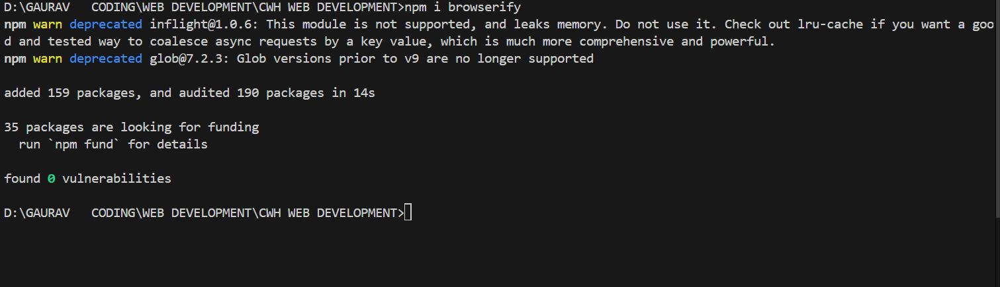 D:\GAURAV   CODING\WEB DEVELOPMENT\CWH WEB DEVELOPMENT>npm i browserify
npm warn deprecated inflight@1.0.6: This module is not supported, and leaks memory. Do not use it. Check out lru-cache if you want a goo
d and tested way to coalesce async requests by a key value, which is much more comprehensive and powerful.
npm warn deprecated glob@7.2.3: Glob versions prior to v9 are no longer supported
added 159 packages, and audited 190 packages in 14s
35 packages are looking for funding
  run `npm fund` for details
found 0 vulnerabilities
D:\GAURAV   CODING\WEB DEVELOPMENT\CWH WEB DEVELOPMENT>